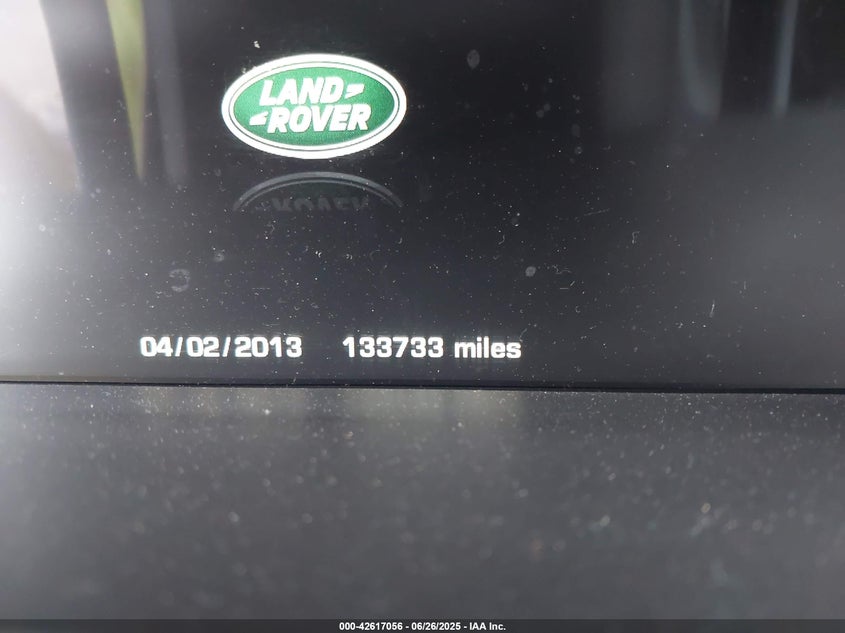 LAND
ROVER
04/02/2013 133733 miles
000-42617056 - 06/26/2025 - IAA Inc.